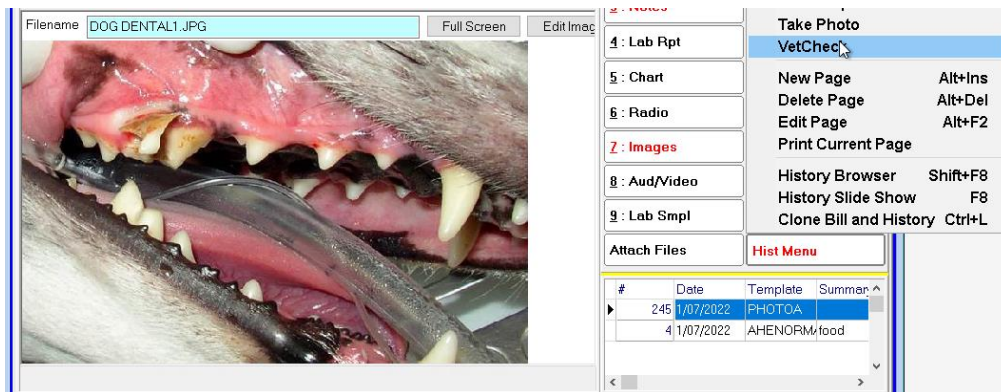 Filename DOG DENTAL1.JPG Full Screen Edit Imag
3 : Notes
4 : Lab Rpt
5 : Chart
6 : Radio
7 : Images
8 : Aud/Video
9 : Lab Smpl
Attach Files Hist Menu
Take Photo
VetCheck
New Page Alt+Ins
Delete Page Alt+Del
Edit Page Alt+F2
Print Current Page
History Browser Shift+F8
History Slide Show F8
Clone Bill and History Ctrl+L
# Date Template Summar
245 1/07/2022 PHOTOA
4 1/07/2022 AHENORM food